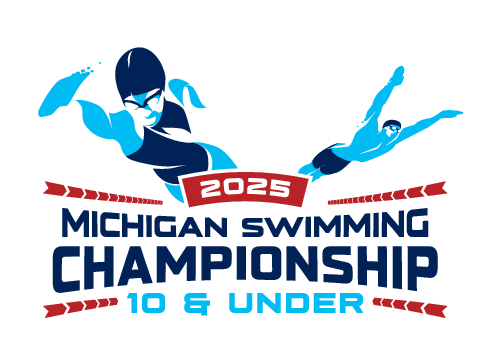 2025
MICHIGAN SWIMMING
CHAMPIONSHIP
10 & UNDER